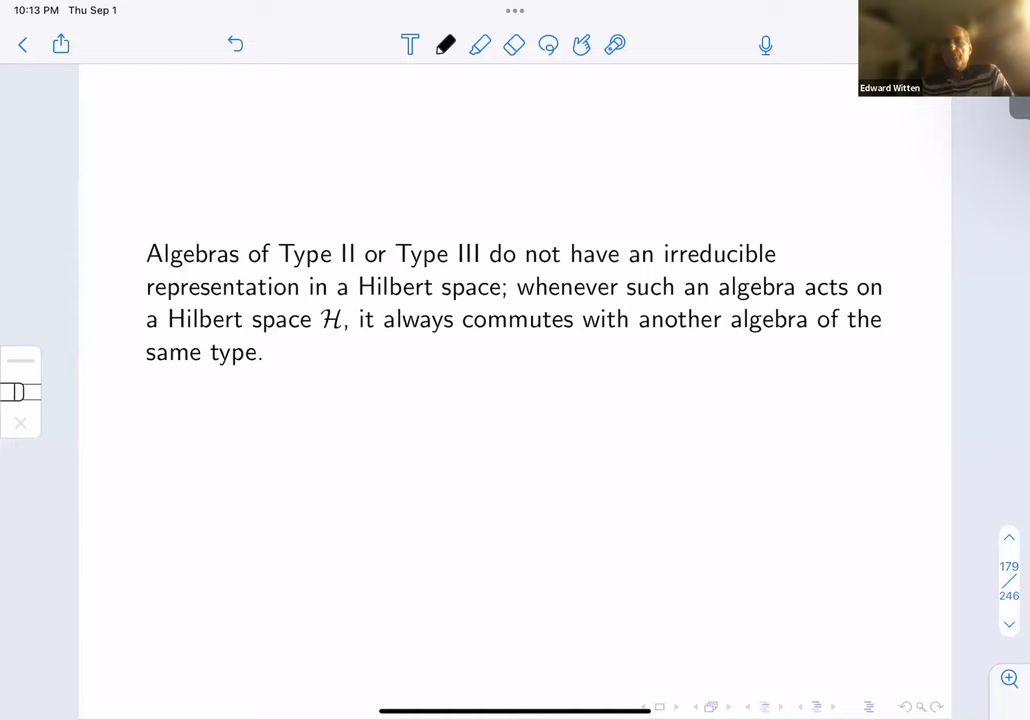 10:13 PM Thu Sep 1
Edward Witten
Algebras of Type II or Type III do not have an irreducible
representation in a Hilbert space; whenever such an algebra acts on
a Hilbert space ℋ, it always commutes with another algebra of the
same type.
179
246